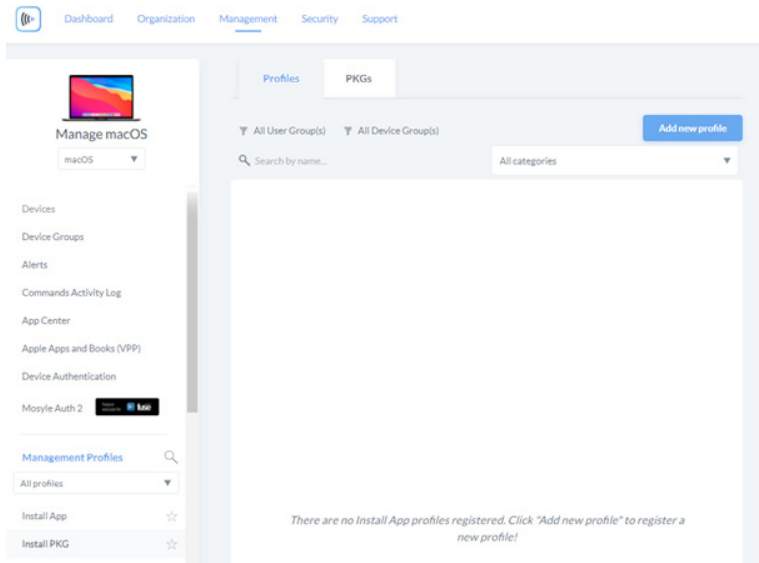 Dashboard Organization Management Security Support
Manage macOS
macOS
Devices
Device Groups
Alerts
Commands Activity Log
App Center
Apple Apps and Books (VPP)
Device Authentication
Mosyle Auth 2 fuse
Management Profiles
All profiles
Install App
Install PKG
Profiles PKGs
All User Group(s) All Device Group(s)
Add new profile
Search by name...
All categories
There are no Install App profiles registered. Click "Add new profile" to register a
new profile!